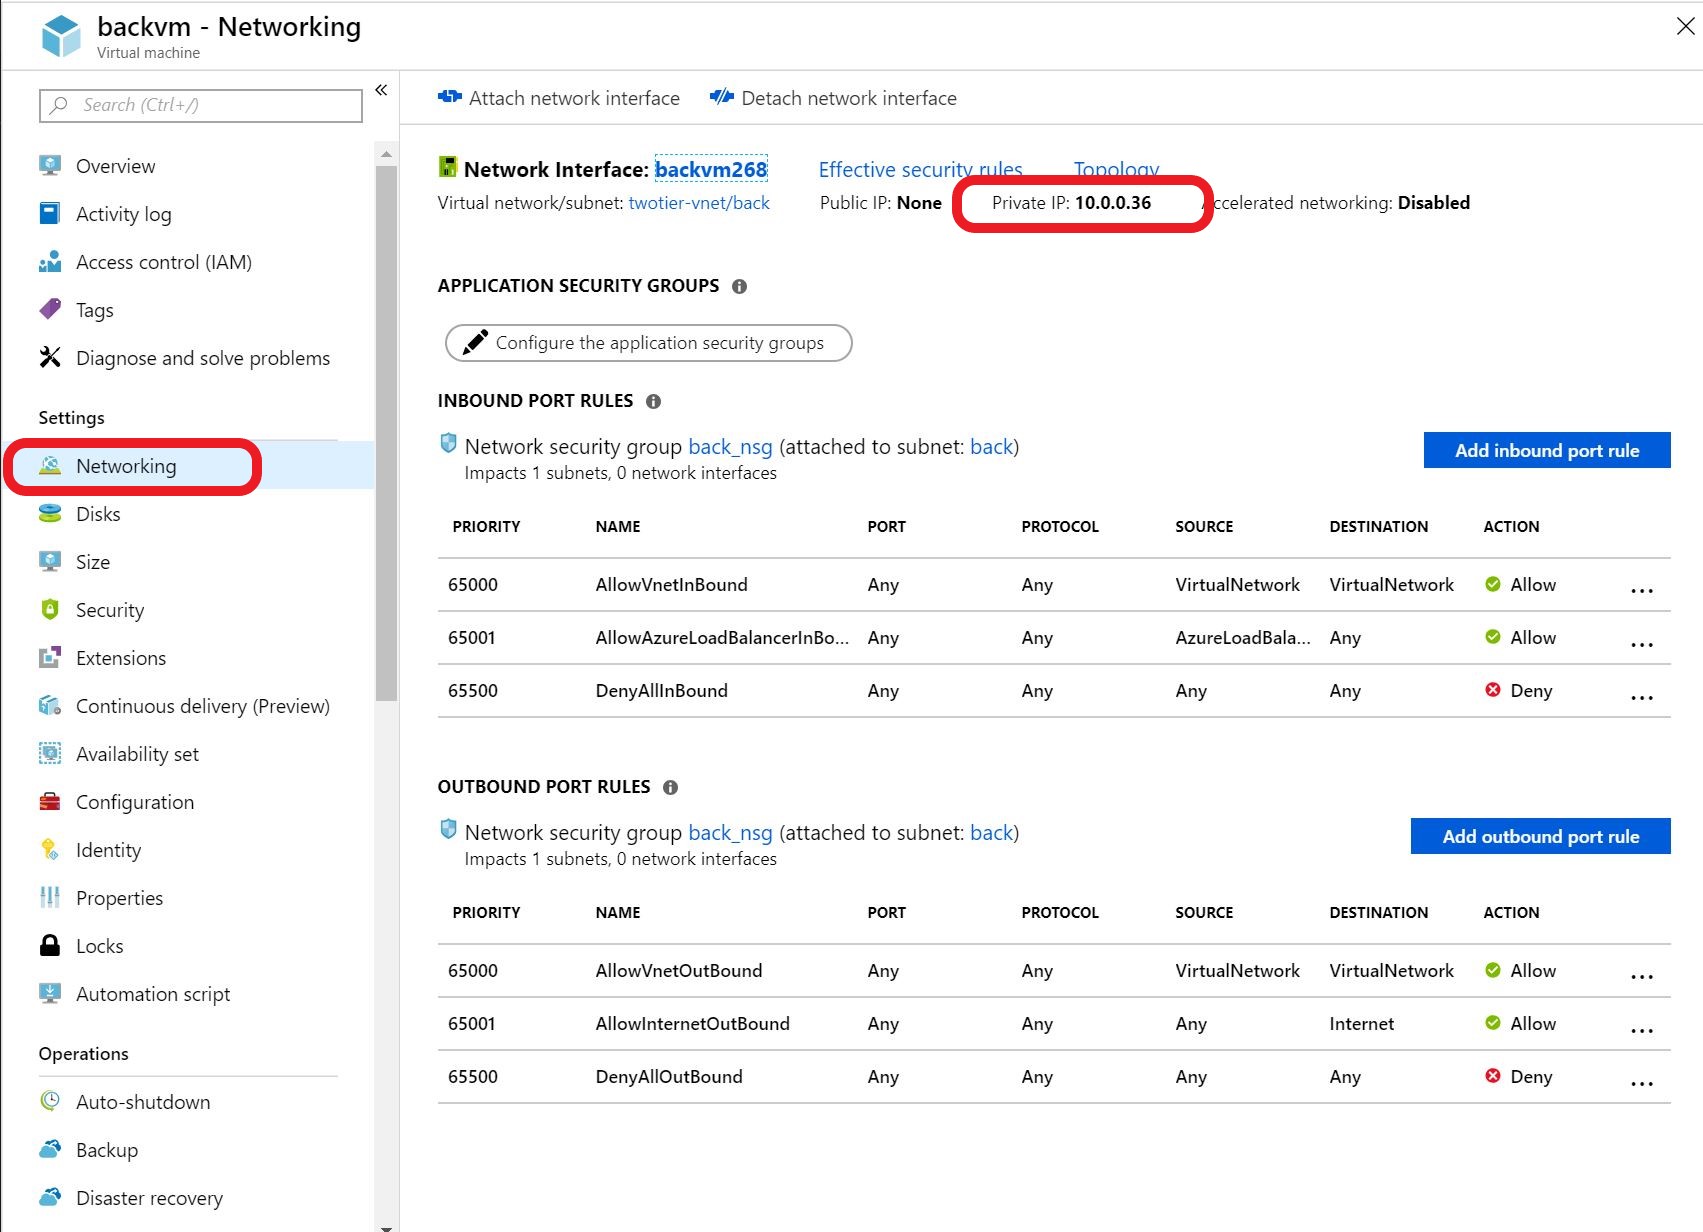 backvm - Networking
Virtual machine
Search (Ctrl+/)
«
Overview
Activity log
Access control (IAM)
Tags
Diagnose and solve problems
Settings
Networking
Disks
Size
Security
Extensions
Continuous delivery (Preview)
Availability set
Configuration
Identity
Properties
Locks
Automation script
Operations
Auto-shutdown
Backup
Disaster recovery
Attach network interface Detach network interface
Network Interface: backvm268 Effective security rules Topology
Virtual network/subnet: twotier-vnet/back Public IP: None Private IP: 10.0.0.36 ccelerated networking: Disabled
APPLICATION SECURITY GROUPS
Configure the application security groups
INBOUND PORT RULES
Network security group back_nsg (attached to subnet: back)
Impacts 1 subnets, 0 network interfaces
Add inbound port rule
PRIORITY NAME PORT PROTOCOL SOURCE DESTINATION ACTION
65000 AllowVnetInBound Any Any VirtualNetwork VirtualNetwork Allow ...
65001 AllowAzureLoadBalancerInBo... Any Any AzureLoadBala... Any Allow ...
65500 DenyAllInBound Any Any Any Any Deny ...
OUTBOUND PORT RULES
Network security group back_nsg (attached to subnet: back)
Impacts 1 subnets, 0 network interfaces
Add outbound port rule
PRIORITY NAME PORT PROTOCOL SOURCE DESTINATION ACTION
65000 AllowVnetOutBound Any Any VirtualNetwork VirtualNetwork Allow ...
65001 AllowInternetOutBound Any Any Any Internet Allow ...
65500 DenyAllOutBound Any Any Any Any Deny ...